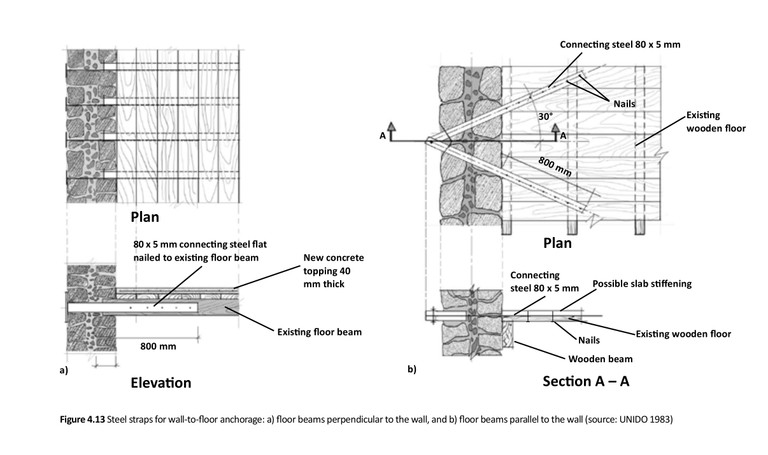 Plan
80 x 5 mm connecting steel flat
nailed to existing floor beam
New concrete
topping 40
mm thick
Existing floor beam
800 mm
a)
Elevation
Connecting steel 80 x 5 mm
Nails
30°
A
A
Existing
wooden floor
800 mm
Plan
Connecting
steel 80 x 5 mm
Possible slab stiffening
Existing wooden floor
Nails
Wooden beam
b)
Section A – A
Figure 4.13 Steel straps for wall-to-floor anchorage: a) floor beams perpendicular to the wall, and b) floor beams parallel to the wall (source: UNIDO 1983)